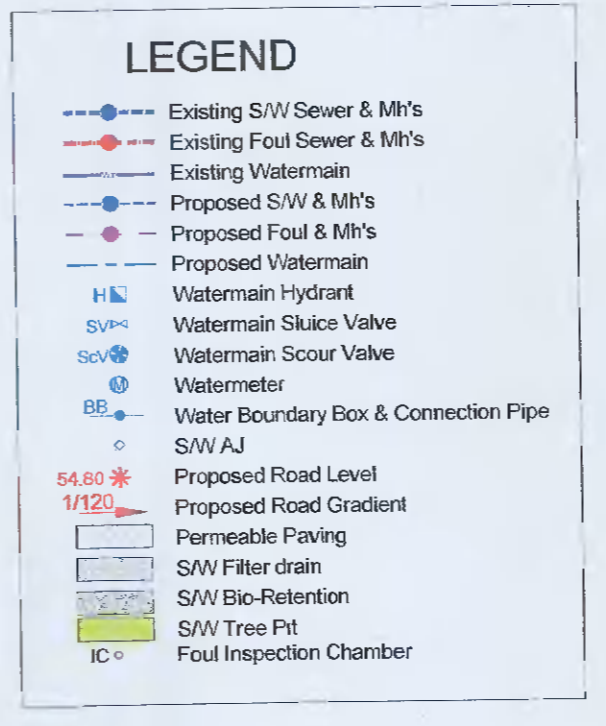 LEGEND
Existing S/W Sewer & Mh's
Existing Foul Sewer & Mh's
Existing Watermain
Proposed S/W & Mh's
Proposed Foul & Mh's
Proposed Watermain
H Watermain Hydrant
SV Watermain Sluice Valve
ScV Watermain Scour Valve
M Watermeter
BB Water Boundary Box & Connection Pipe
S/W AJ
54.80 Proposed Road Level
1/120 Proposed Road Gradient
Permeable Paving
S/W Filter drain
S/W Bio-Retention
S/W Tree Pit
IC Foul Inspection Chamber